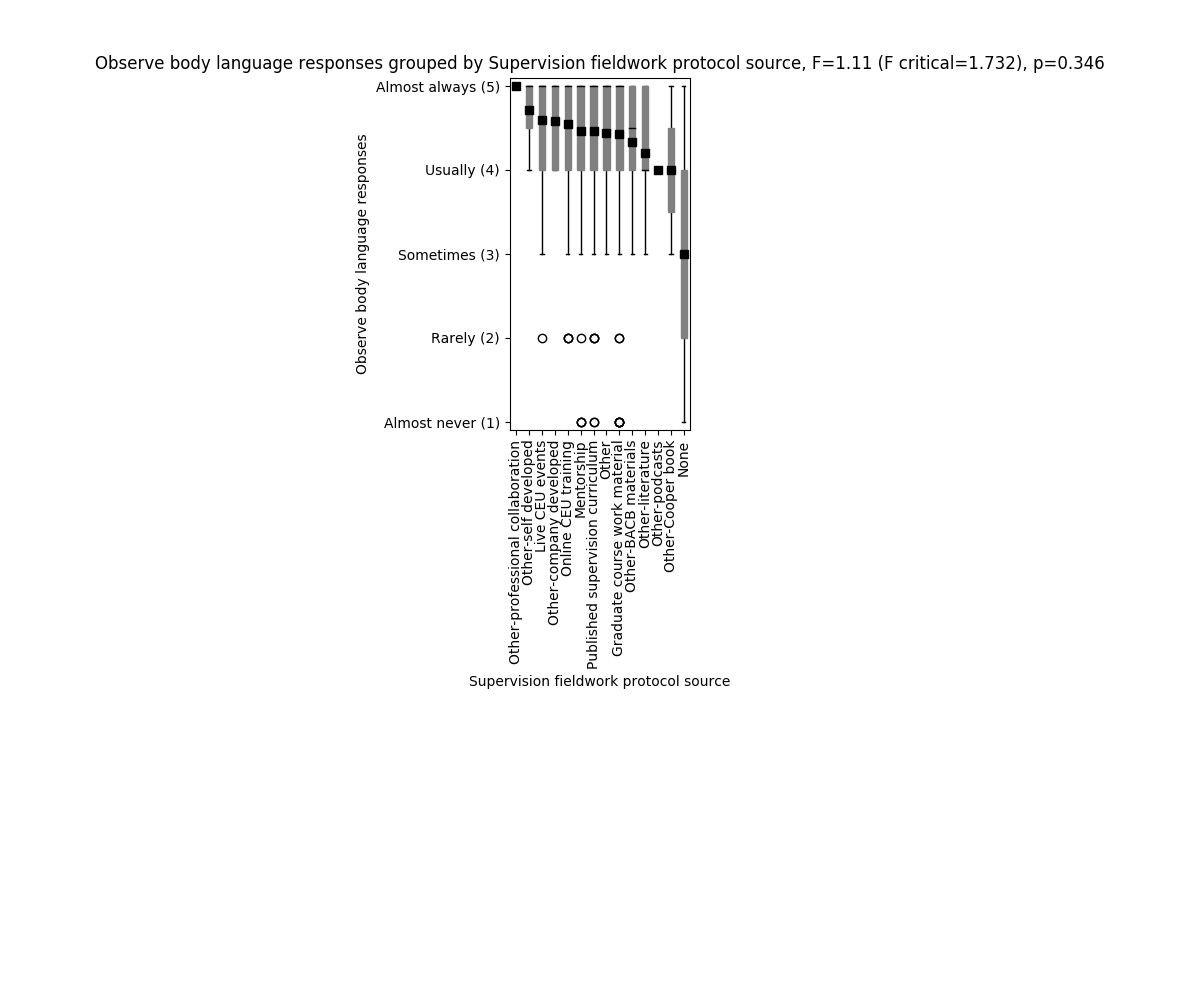 Observe body language responses grouped by Supervision fieldwork protocol source, F=1.11 (F critical=1.732), p=0.346
Observe body language responses
Almost always (5)
Usually (4)
Sometimes (3)
Rarely (2)
Almost never (1)
Other-professional collaboration
Other-self developed
Live CEU events
Other-company developed
Online CEU training
Mentorship
Published supervision curriculum
Other
Graduate course work material
Other-BACB materials
Other-literature
Other-podcasts
Other-Cooper book
None
Supervision fieldwork protocol source